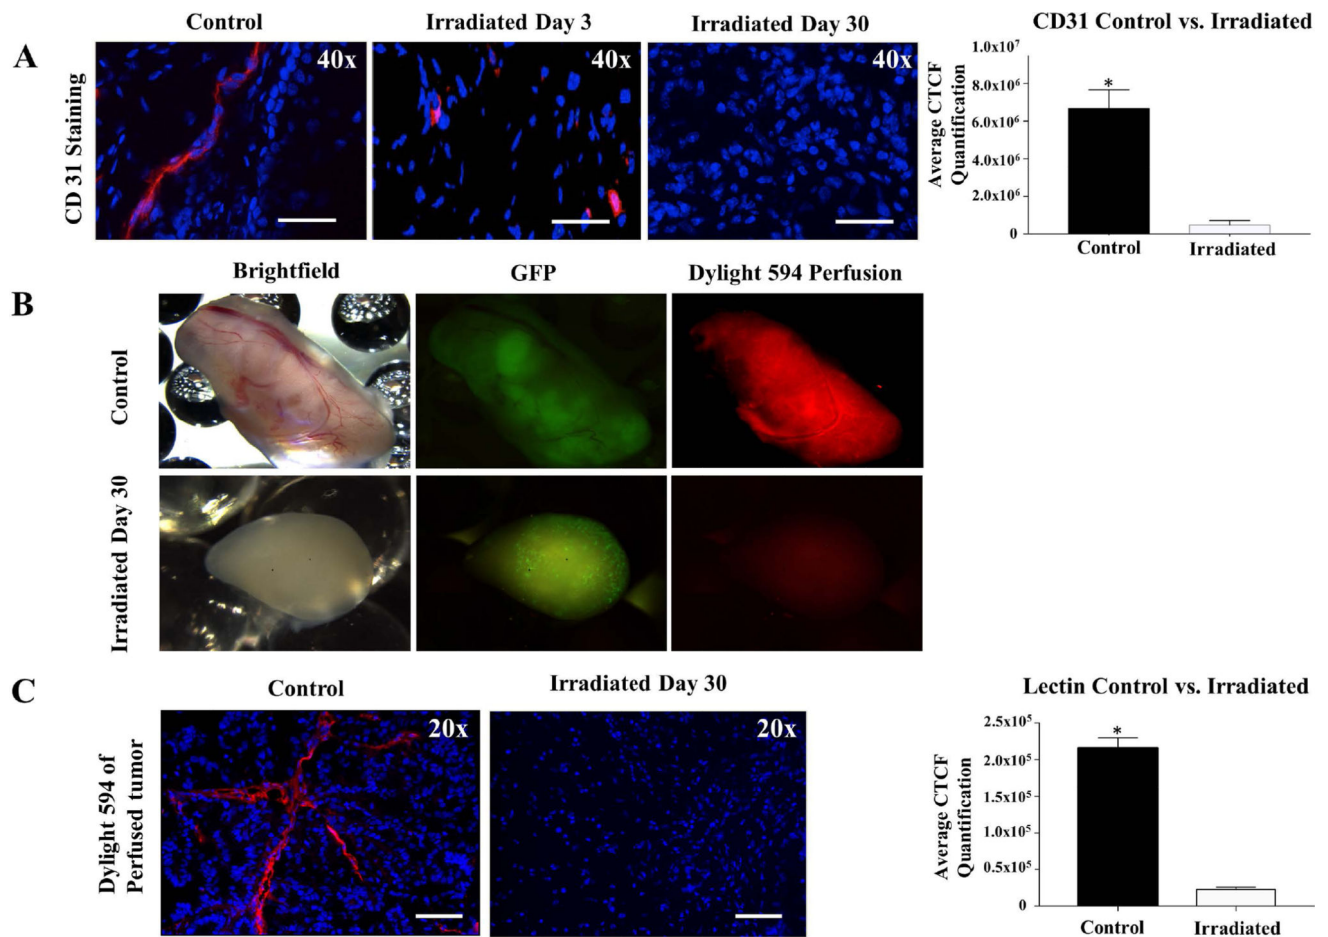 A
Control
Irradiated Day 3
Irradiated Day 30
CD 31 Staining
40x
40x
40x
CD31 Control vs. Irradiated
Average CTCF
Quantification
1.0x10⁷
8.0x10⁶
6.0x10⁶
4.0x10⁶
2.0x10⁶
0
*
Control
Irradiated
B
Brightfield
GFP
Dylight 594 Perfusion
Control
Irradiated Day 30
C
Control
Irradiated Day 30
Dylight 594 of
Perfused tumor
20x
20x
Lectin Control vs. Irradiated
Average CTCF
Quantification
2.5x10⁵
2.0x10⁵
1.5x10⁵
1.0x10⁵
0.5x10⁵
0
*
Control
Irradiated